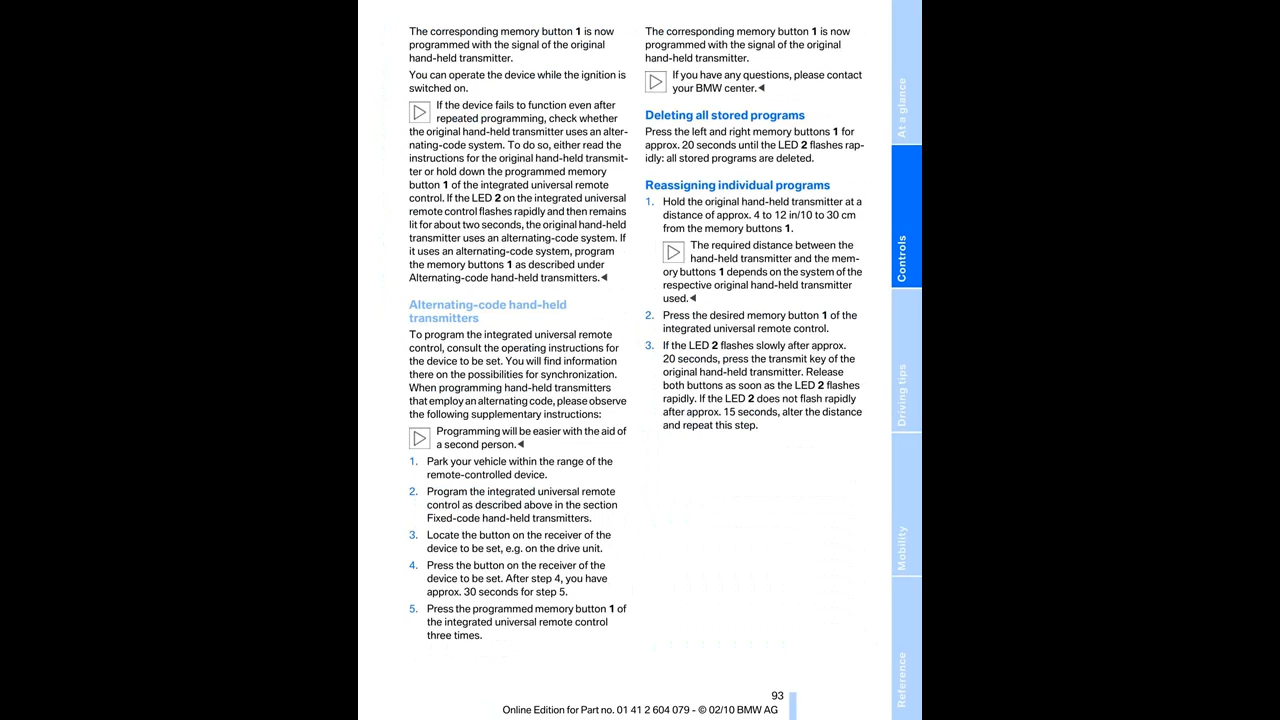 The corresponding memory button 1 is now
programmed with the signal of the original
hand-held transmitter.
You can operate the device while the ignition is
switched on.
If the device fails to function even after
repeated programming, check whether
the original hand-held transmitter uses an alter-
nating-code system. To do so, either read the
instructions for the original hand-held transmit-
ter or hold down the programmed memory
button 1 of the integrated universal remote
control. If the LED 2 on the integrated universal
remote control flashes rapidly and then remains
lit for about two seconds, the original hand-held
transmitter uses an alternating-code system. If
it uses an alternating-code system, program
the memory buttons 1 as described under
Alternating-code hand-held transmitters.
Alternating-code hand-held
transmitters
To program the integrated universal remote
control, consult the operating instructions for
the device to be set. You will find information
there on the possibilities for synchronization.
When programming hand-held transmitters
that employ an alternating code, please observe
the following supplementary instructions:
Programming will be easier with the aid of
a second person.
1. Park your vehicle within the range of the
remote-controlled device.
2. Program the integrated universal remote
control as described above in the section
Fixed-code hand-held transmitters.
3. Locate the button on the receiver of the
device to be set, e.g. on the drive unit.
4. Press the button on the receiver of the
device to be set. After step 4, you have
approx. 30 seconds for step 5.
5. Press the programmed memory button 1 of
the integrated universal remote control
three times.
The corresponding memory button 1 is now
programmed with the signal of the original
hand-held transmitter.
If you have any questions, please contact
your BMW center.
Deleting all stored programs
Press the left and right memory buttons 1 for
approx. 20 seconds until the LED 2 flashes rap-
idly: all stored programs are deleted.
Reassigning individual programs
1. Hold the original hand-held transmitter at a
distance of approx. 4 to 12 in/10 to 30 cm
from the memory buttons 1.
The required distance between the
hand-held transmitter and the mem-
ory buttons 1 depends on the system of the
respective original hand-held transmitter
used.
2. Press the desired memory button 1 of the
integrated universal remote control.
3. If the LED 2 flashes slowly after approx.
20 seconds, press the transmit key of the
original hand-held transmitter. Release
both buttons as soon as the LED 2 flashes
rapidly. If the LED 2 does not flash rapidly
after approx. 15 seconds, alter the distance
and repeat this step.
At a glance
Controls
Driving tips
Mobility
Reference
93
Online Edition for Part no. 01 41 2 604 079 - © 02/10 BMW AG